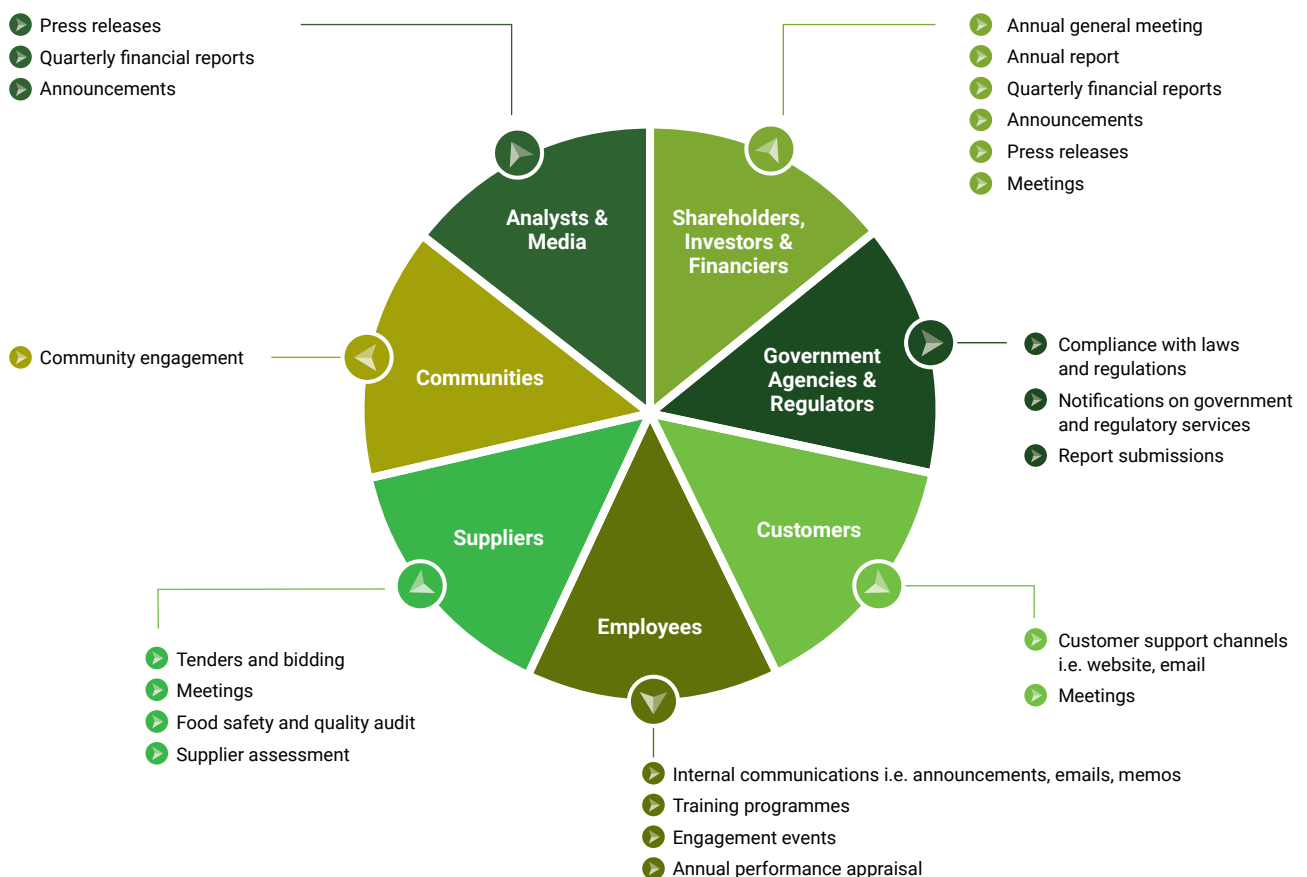 Press releases
Quarterly financial reports
Announcements
Annual general meeting
Annual report
Quarterly financial reports
Announcements
Press releases
Meetings
Analysts &
Media
Shareholders,
Investors &
Financiers
Community engagement
Communities
Government
Agencies &
Regulators
Compliance with laws
and regulations
Notifications on government
and regulatory services
Report submissions
Suppliers
Customers
Employees
Tenders and bidding
Meetings
Food safety and quality audit
Supplier assessment
Customer support channels
i.e. website, email
Meetings
Internal communications i.e. announcements, emails, memos
Training programmes
Engagement events
Annual performance appraisal